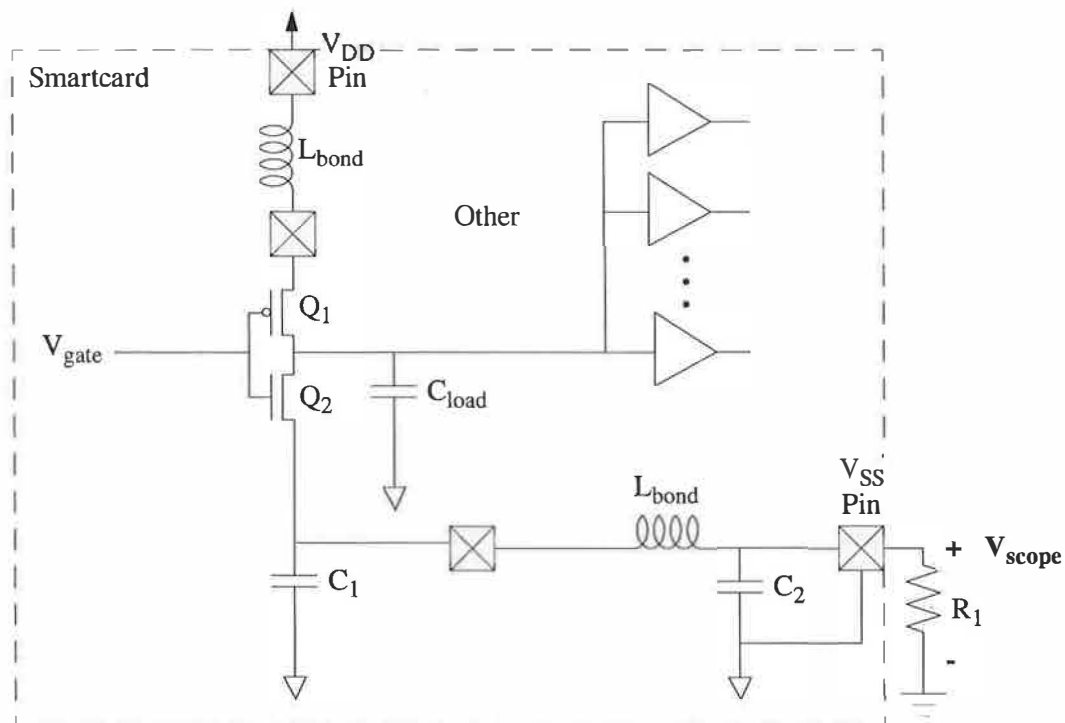 V_DD
Pin
Smartcard
L_bond
Other
Q_1
V_gate
Q_2
C_load
V_SS
Pin
L_bond
+ V_scope
C_1
C_2
R_1
-